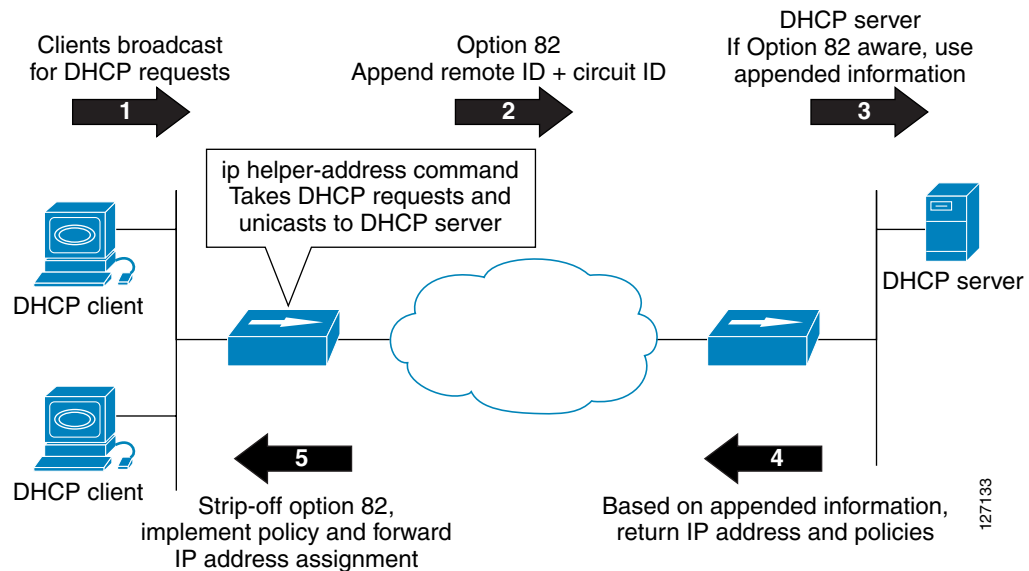 Clients broadcast
for DHCP requests
1
Option 82
Append remote ID + circuit ID
2
DHCP server
If Option 82 aware, use
appended information
3
ip helper-address command
Takes DHCP requests and
unicasts to DHCP server
DHCP client
DHCP server
DHCP client
5
Strip-off option 82,
implement policy and forward
IP address assignment
4
Based on appended information,
return IP address and policies
127133